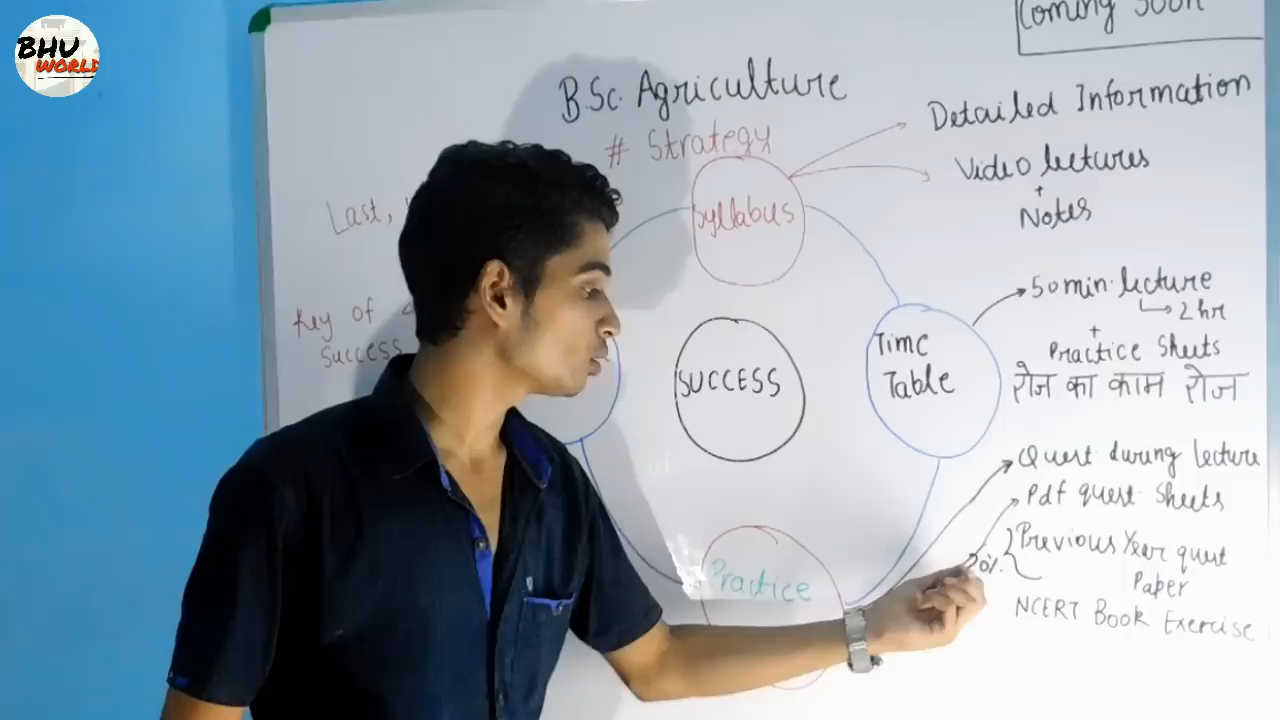 BHU
WORLD
Coming Soon
B.Sc. Agriculture
# Strategy
Last,
Key of
Success
Syllabus
Detailed Information
Video lectures
+
Notes
SUCCESS
Time
Table
50 min. lecture
2 hr
+
Practice Sheets
रोज का काम रोज
Practice
Quest during lecture
Pdf quest. Sheets
Previous Year quest
Paper
NCERT Book Exercise